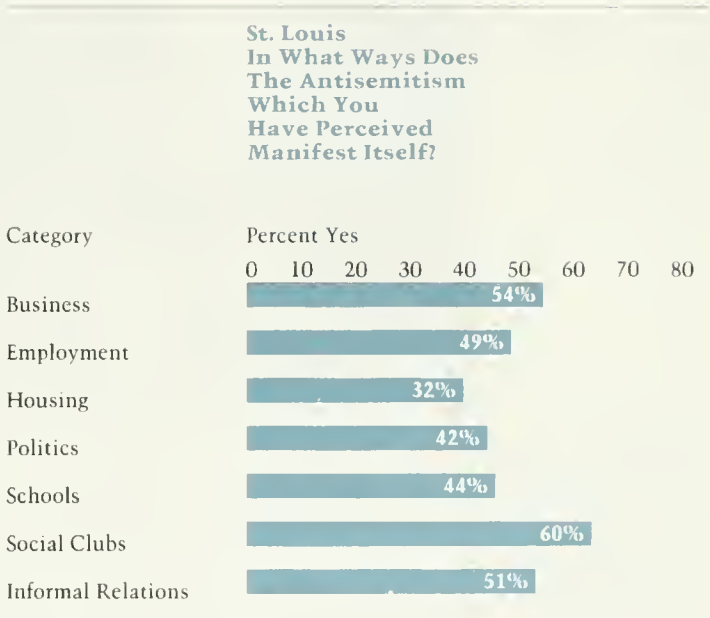 St. Louis
In What Ways Does
The Antisemitism
Which You
Have Perceived
Manifest Itself?
Category Percent Yes
0 10 20 30 40 50 60 70 80
Business 54%
Employment 49%
Housing 32%
Politics 42%
Schools 44%
Social Clubs 60%
Informal Relations 51%